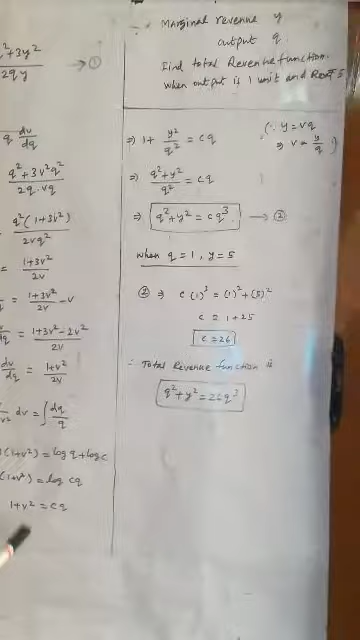 Marginal revenue y
output q.
Find total Revenue function.
when output is 1 unit and Rev 5
²+3y²
2qy → ①
q dv/dq
q²+3v²q²
2q.vq
q²(1+3v²)
2vq²
= 1+3v²/2v
= 1+3v²/2v - v
dq = 1+3v²-2v²/2v
dv/dq = 1+v²/2v
dv = ∫ dq/q
(1+v²) = log q + log c
(1+v²) = log cq
1+v² = cq
⇒ 1 + y²/q² = cq (∵ y = vq
⇒ v = y/q)
⇒ q²+y²/q² = cq
⇒ q²+y² = cq³ → ②
when q = 1, y = 5
② ⇒ c(1)³ = (1)² + (5)²
c = 1+25
c = 26
∴ Total Revenue function is
q²+y² = 26q³